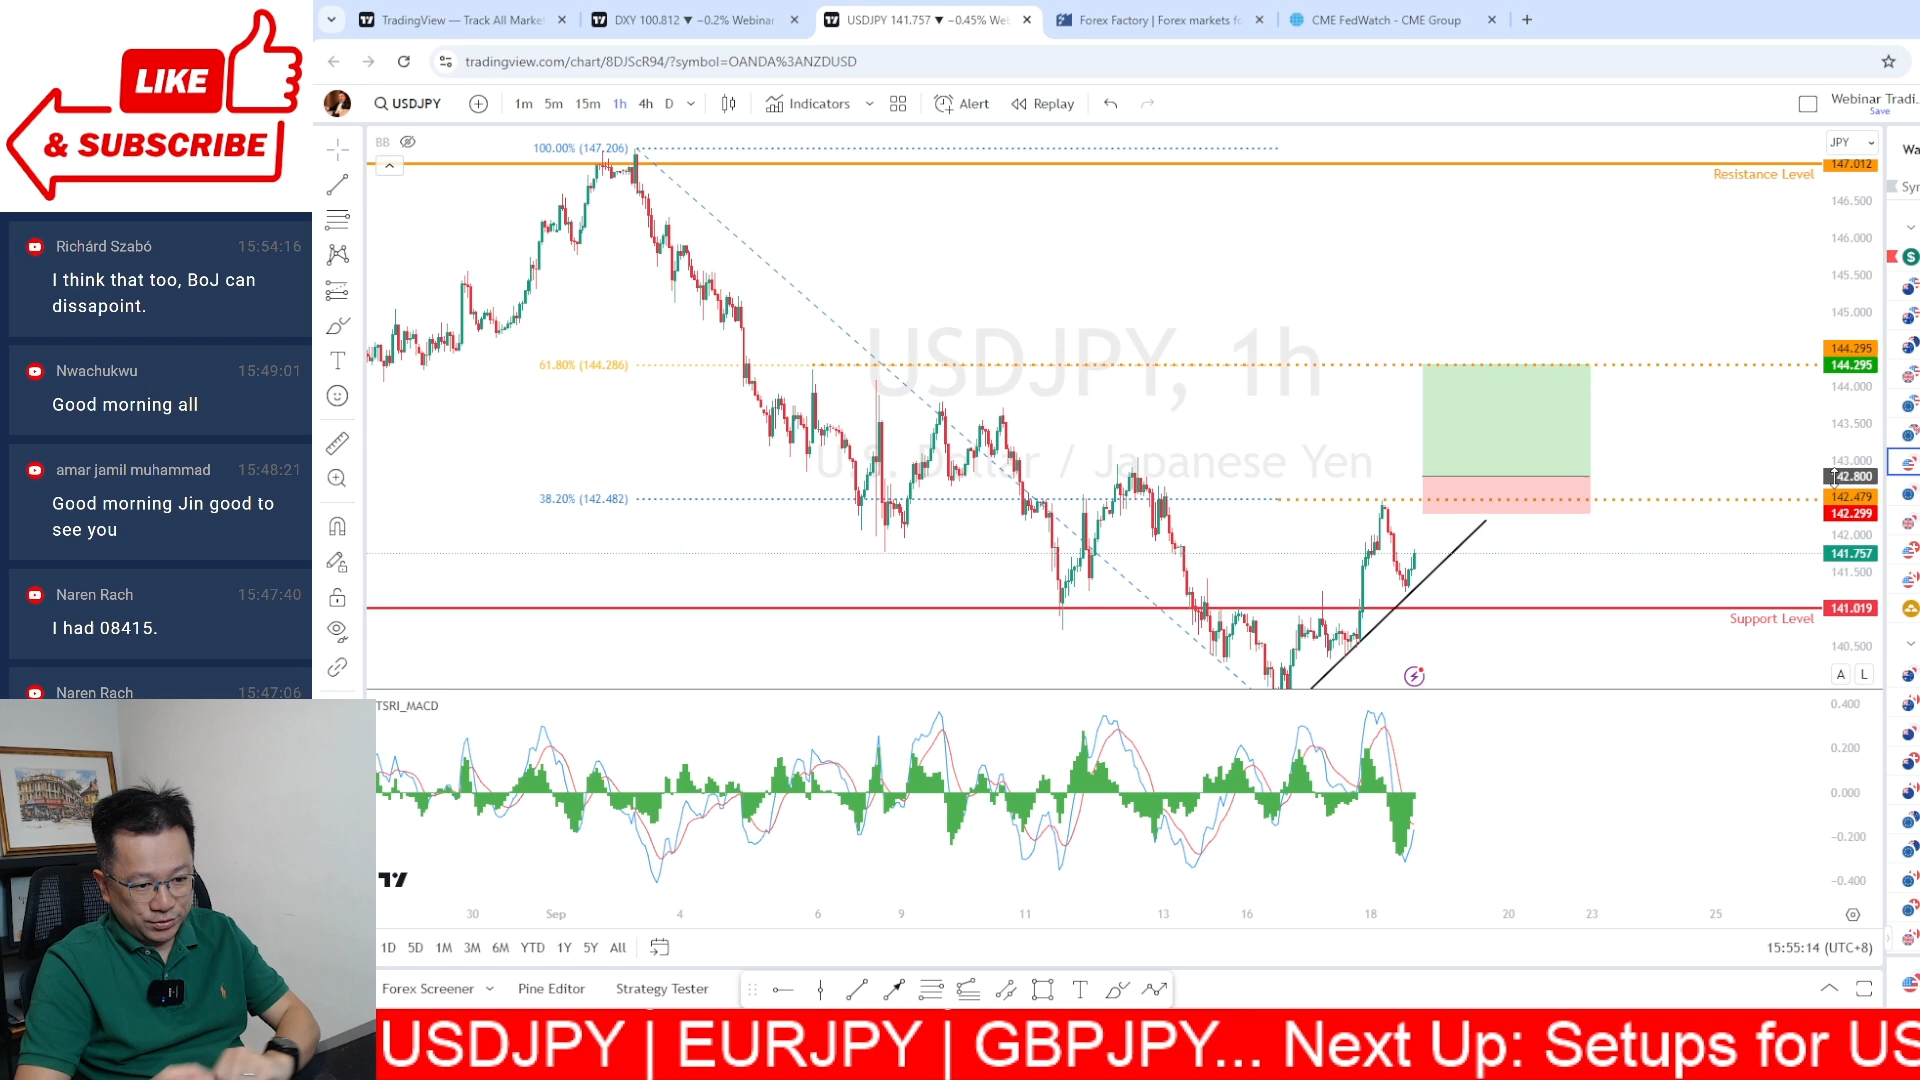 LIKE
& SUBSCRIBE
Richárd Szabó 15:54:16
I think that too, BoJ can
dissapoint.
Nwachukwu 15:49:01
Good morning all
amar jamil muhammad 15:48:21
Good morning Jin good to
see you
Naren Rach 15:47:40
I had 08415.
Naren Rach 15:47:06
TradingView — Track All Marke
DXY 100.812 ▼ −0.2% Webinar
USDJPY 141.757 ▼ −0.45% We
Forex Factory | Forex markets fo
CME FedWatch - CME Group
tradingview.com/chart/8DJScR94/?symbol=OANDA%3ANZDUSD
USDJPY 1m 5m 15m 1h 4h D Indicators Alert Replay
Webinar Tradi...
Save
BB
JPY
Wa
Syr
100.00% (147.206)
147.012
Resistance Level
146.500
146.000
145.500
145.000
144.295
61.80% (144.286)
144.295
144.000
143.500
143.000
USDJPY, 1h
U.S. Dollar / Japanese Yen
142.800
38.20% (142.482)
142.479
142.299
142.000
141.757
141.500
141.019
Support Level
140.500
A L
TSRI_MACD
0.400
0.200
0.000
−0.200
−0.400
30 Sep 4 6 9 11 13 16 18 20 23 25
1D 5D 1M 3M 6M YTD 1Y 5Y All
15:55:14 (UTC+8)
Forex Screener Pine Editor Strategy Tester
USDJPY | EURJPY | GBPJPY... Next Up: Setups for US